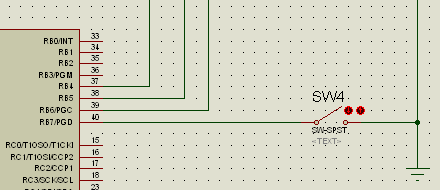 RB0/INT 33
RB1 34
RB2 35
RB3/PGM 36
RB4 37
RB5 38
RB6/PGC 39
RB7/PGD 40
SW4
SW-SPST
<TEXT>
RC0/T1OSO/T1CKI 15
RC1/T1OSI/CCP2 16
RC2/CCP1 17
RC3/SCK/SCL 18
23